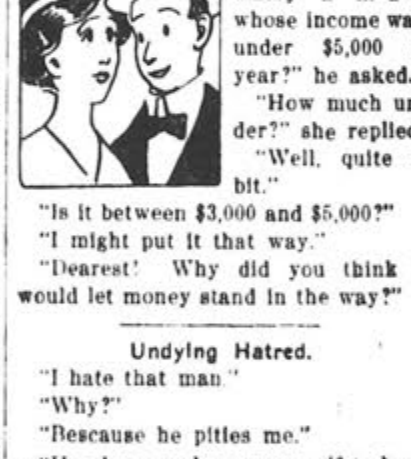 whose income wa
under $5,000
year?" he asked.
"How much un
der?" she replied
"Well, quite
bit."
"Is it between $3,000 and $5,000?"
"I might put it that way."
"Dearest! Why did you think
would let money stand in the way?"
Undying Hatred.
"I hate that man."
"Why?"
"Bescause he pities me."